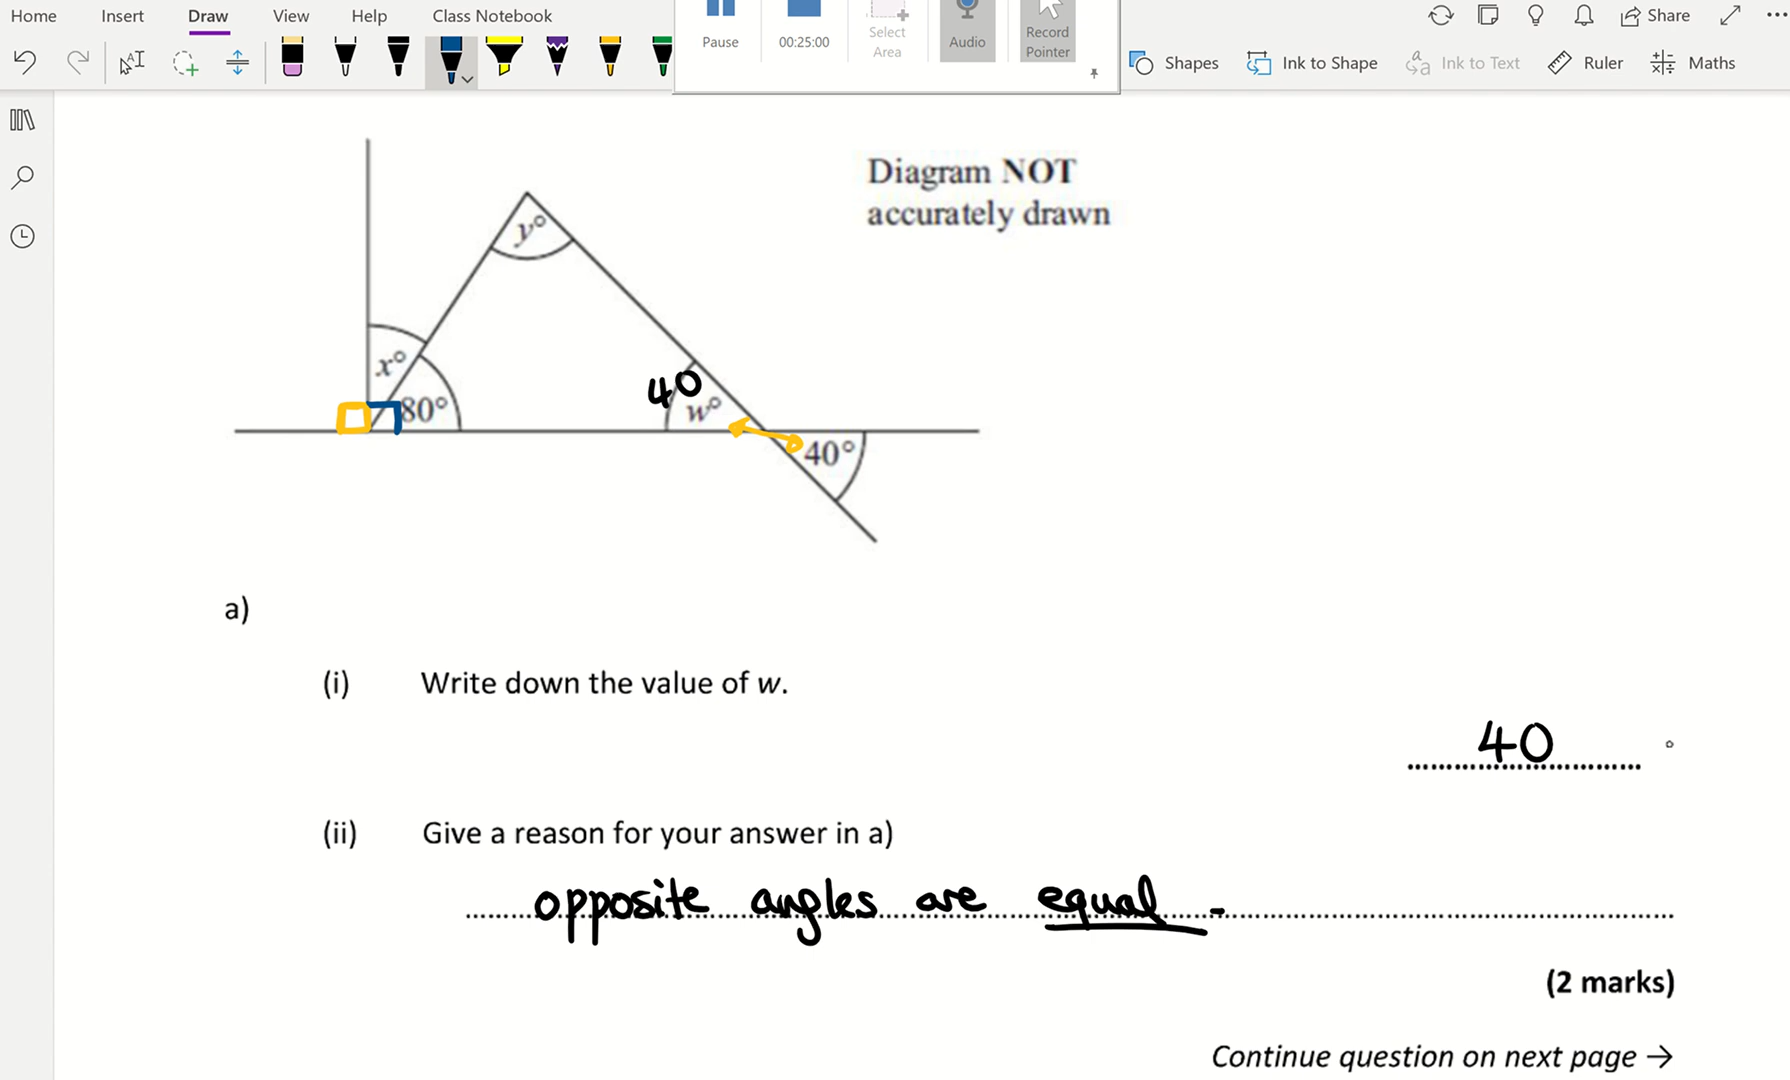 Home Insert Draw View Help Class Notebook Share
Pause 00:25:00 Select Area Audio Record Pointer
Shapes Ink to Shape Ink to Text Ruler Maths
Diagram NOT
accurately drawn
y°
x°
80°
40
w°
40°
a)
(i) Write down the value of w.
40 °
(ii) Give a reason for your answer in a)
opposite angles are equal.
(2 marks)
Continue question on next page →